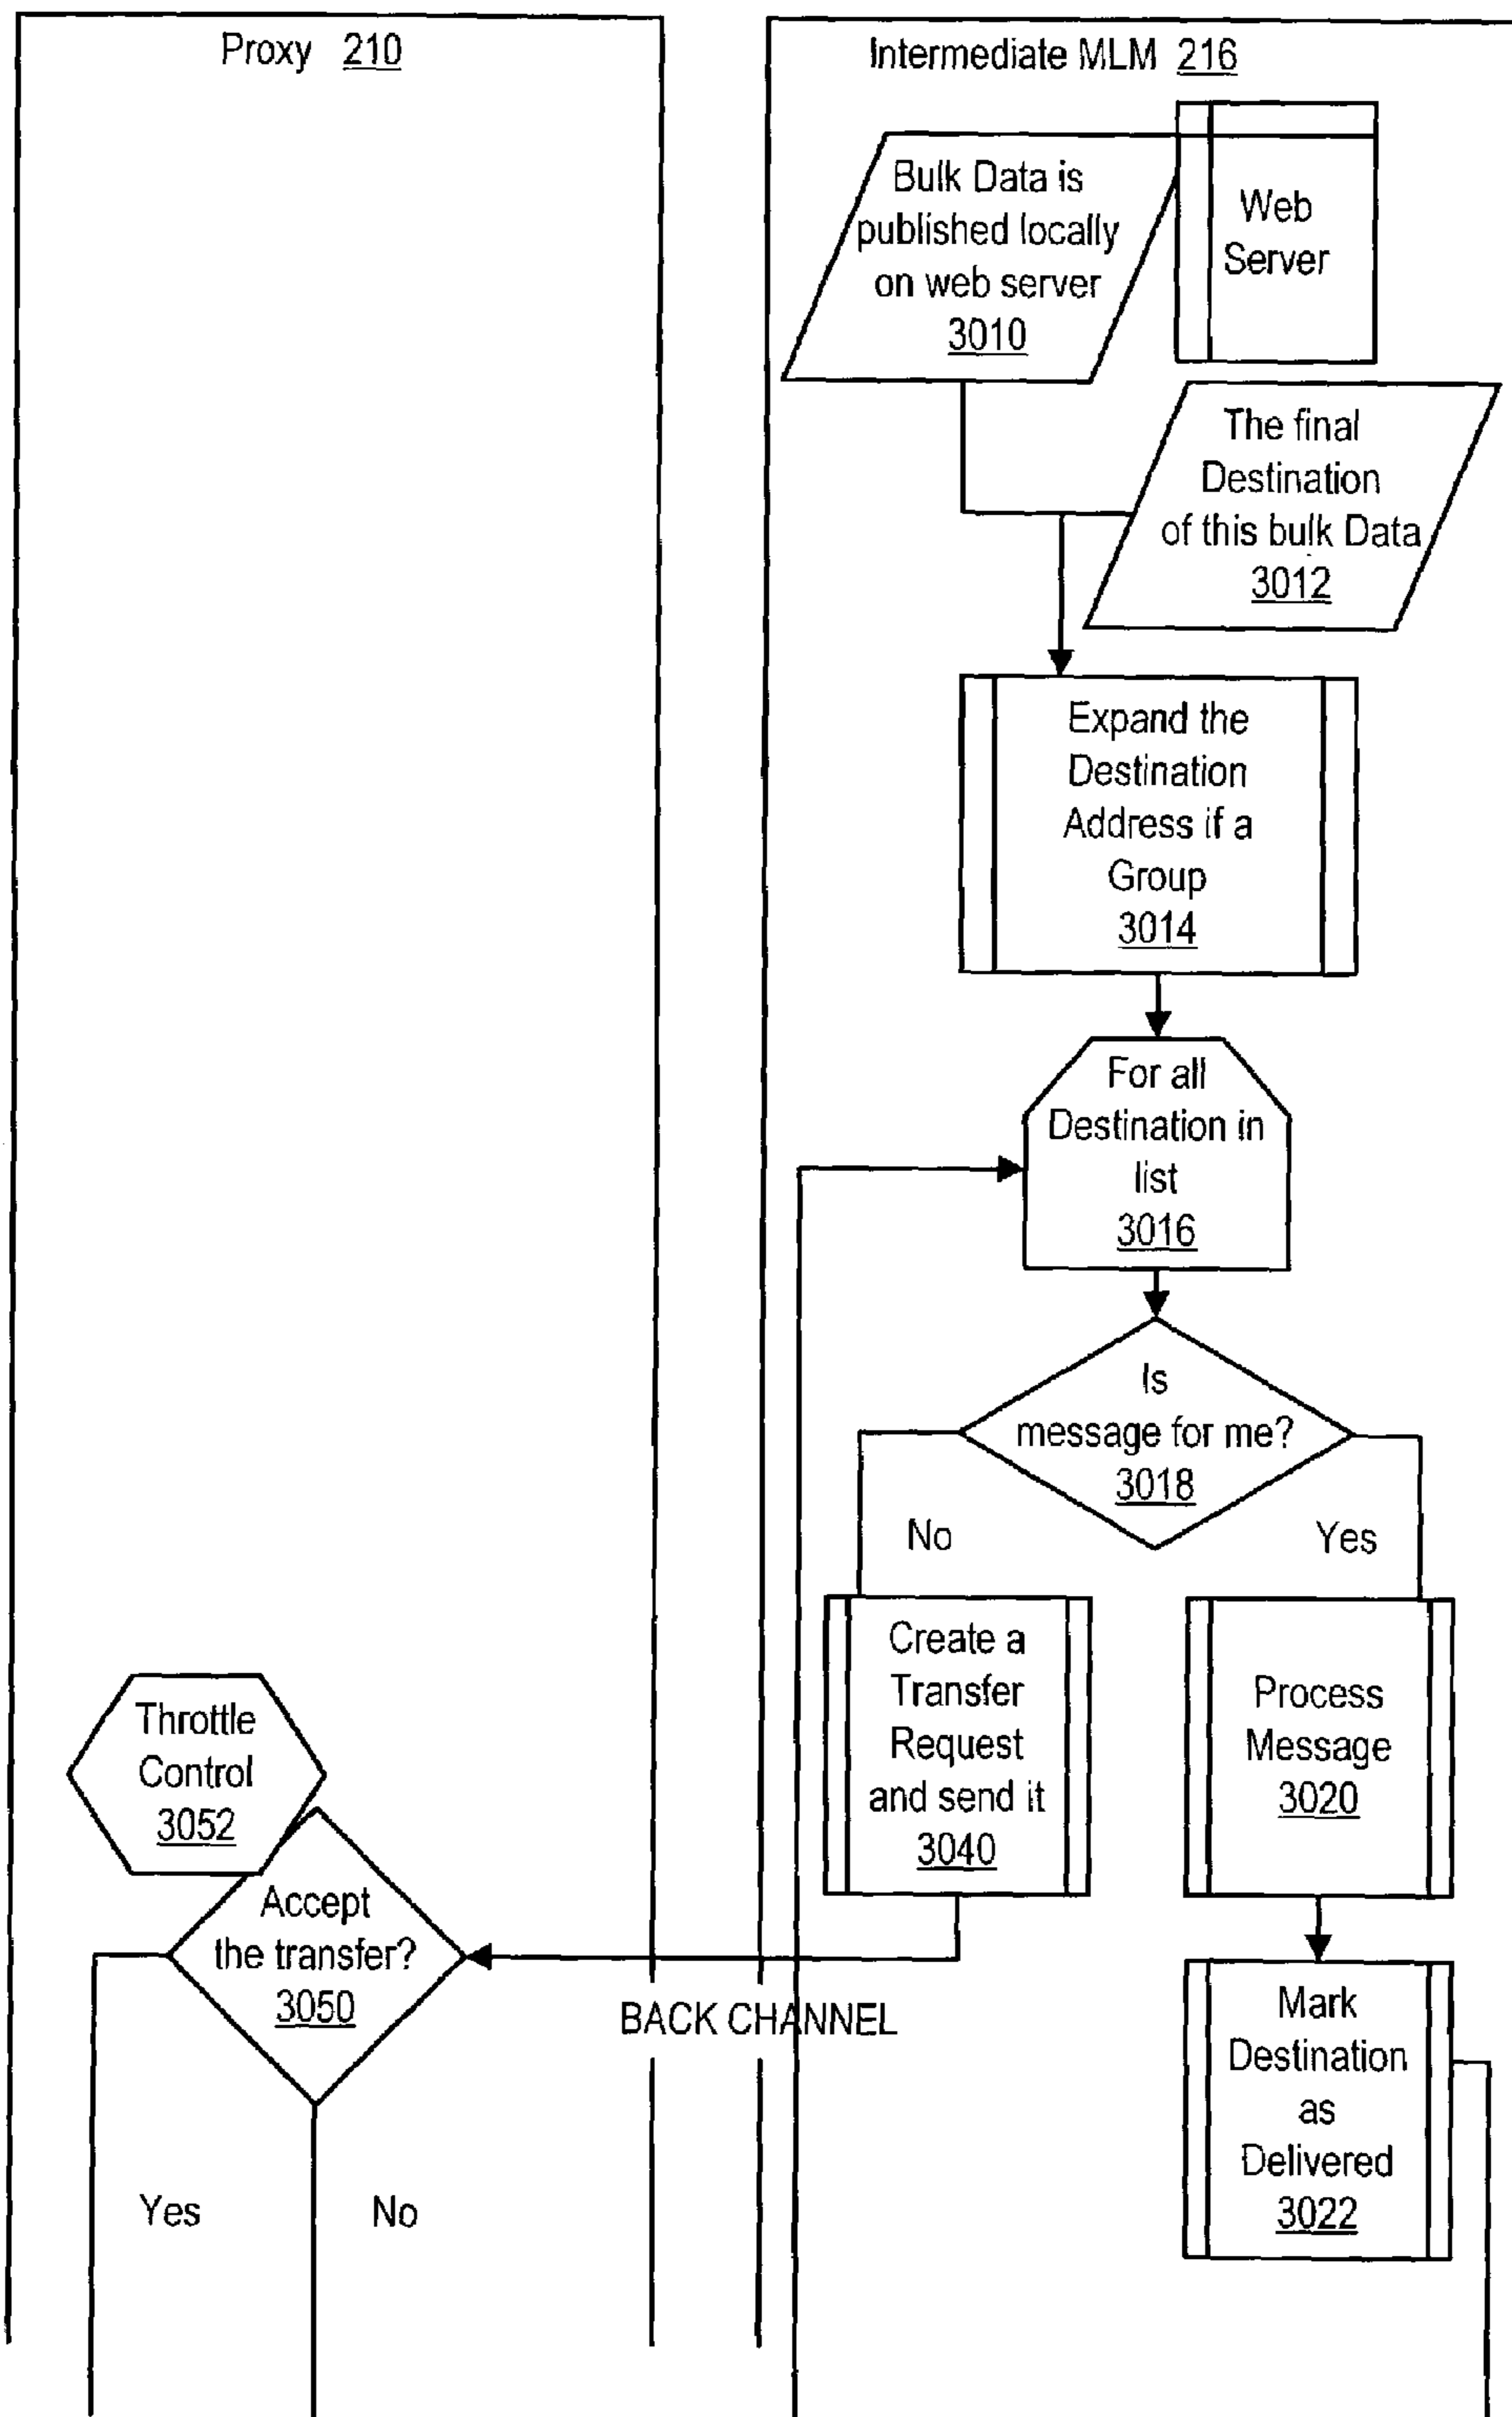 Proxy 210
Intermediate MLM 216
Bulk Data is
published locally
on web server
3010
Web
Server
The final
Destination
of this bulk Data
3012
Expand the
Destination
Address if a
Group
3014
For all
Destination in
list
3016
Is
message for me?
3018
No
Yes
Create a
Transfer
Request
and send it
3040
Process
Message
3020
Throttle
Control
3052
Accept
the transfer?
3050
BACK CHANNEL
Mark
Destination
as
Delivered
3022
Yes
No